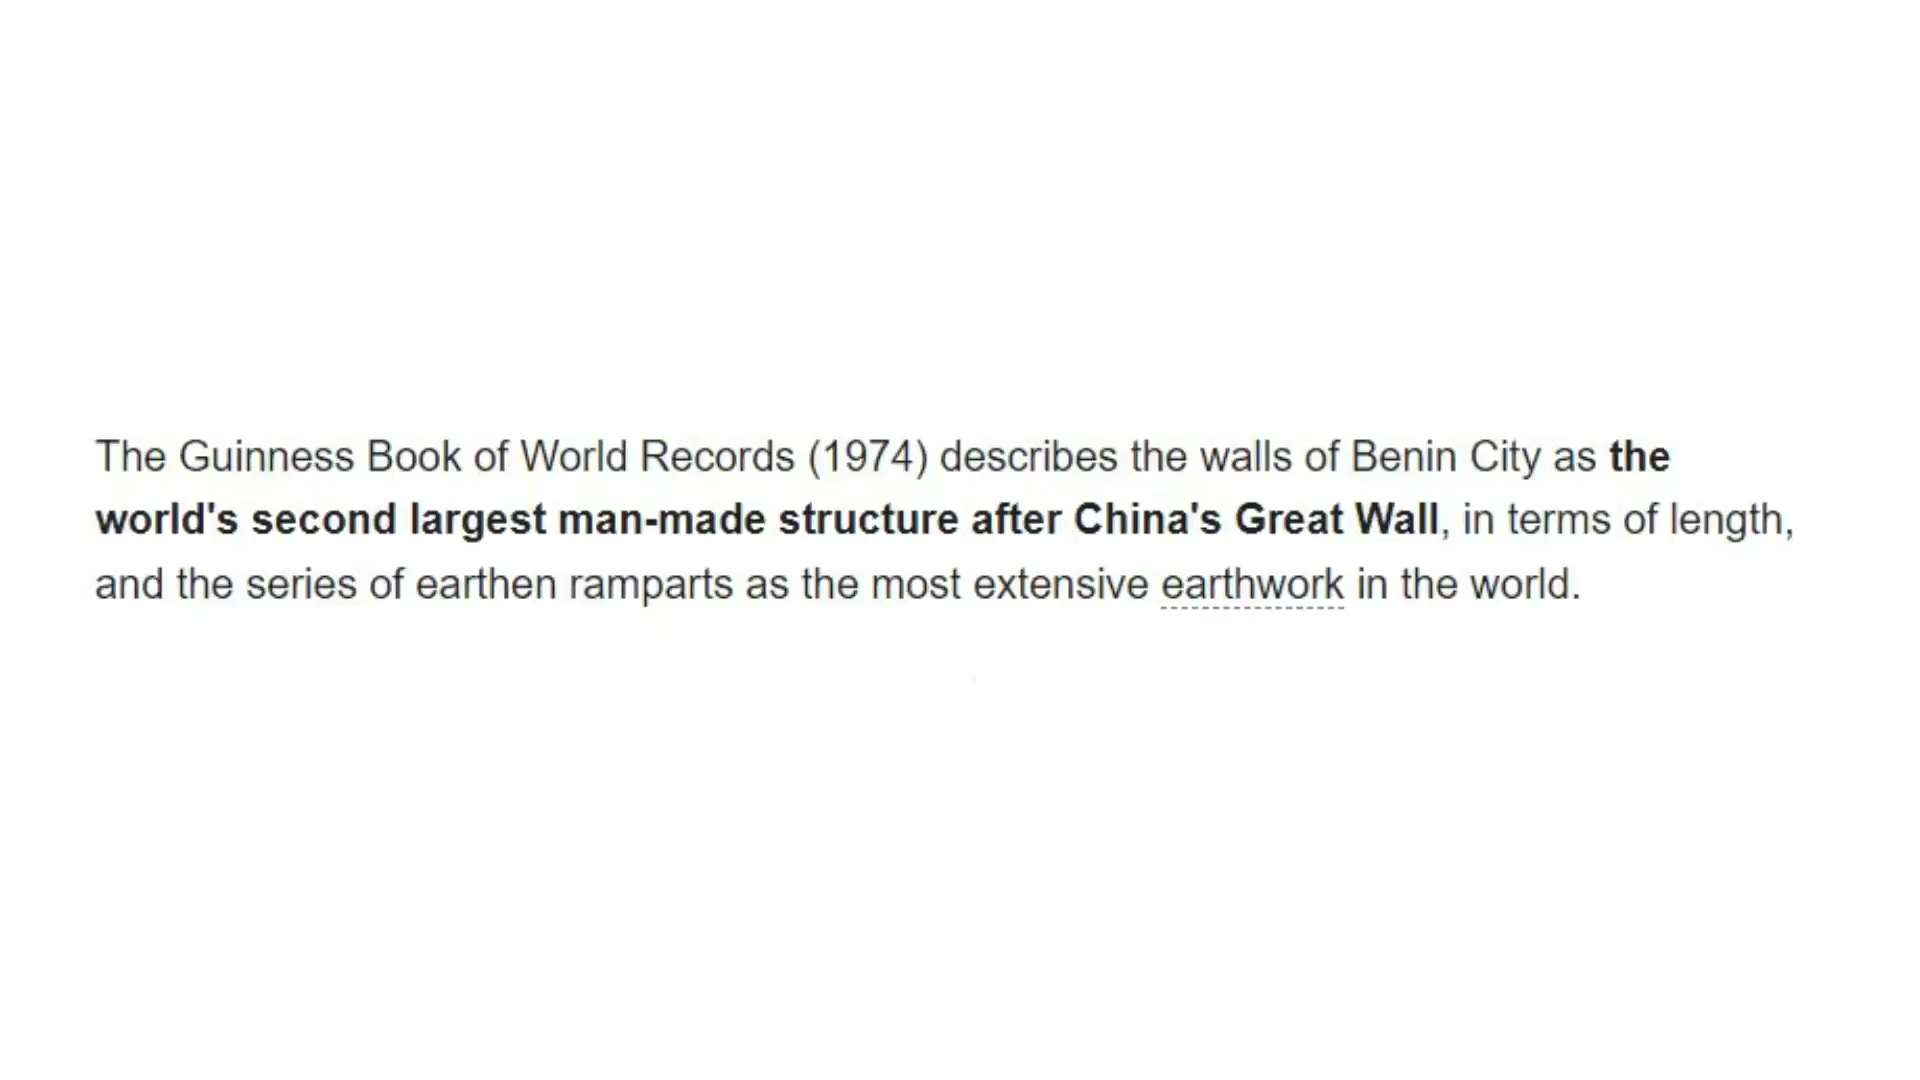 The Guinness Book of World Records (1974) describes the walls of Benin City as the
world's second largest man-made structure after China's Great Wall, in terms of length,
and the series of earthen ramparts as the most extensive earthwork in the world.